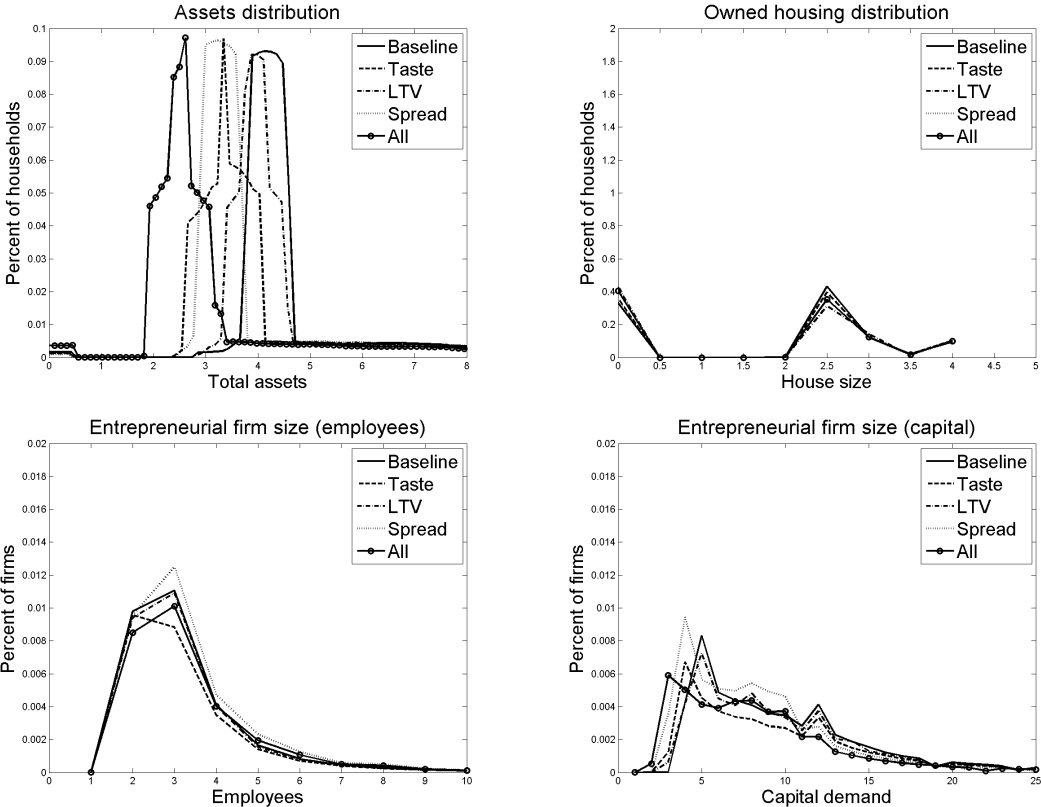 Assets distribution
0.1
0.09
0.08
0.07
0.06
0.05
0.04
0.03
0.02
0.01
0
Percent of households
Baseline
Taste
LTV
Spread
All
0 1 2 3 4 5 6 7 8
Total assets
Owned housing distribution
2
1.8
1.6
1.4
1.2
1
0.8
0.6
0.4
0.2
0
Percent of households
Baseline
Taste
LTV
Spread
All
0 0.5 1 1.5 2 2.5 3 3.5 4 4.5 5
House size
Entrepreneurial firm size (employees)
0.02
0.018
0.016
0.014
0.012
0.01
0.008
0.006
0.004
0.002
0
Percent of firms
Baseline
Taste
LTV
Spread
All
0 1 2 3 4 5 6 7 8 9 10
Employees
Entrepreneurial firm size (capital)
0.02
0.018
0.016
0.014
0.012
0.01
0.008
0.006
0.004
0.002
0
Percent of firms
Baseline
Taste
LTV
Spread
All
0 5 10 15 20 25
Capital demand